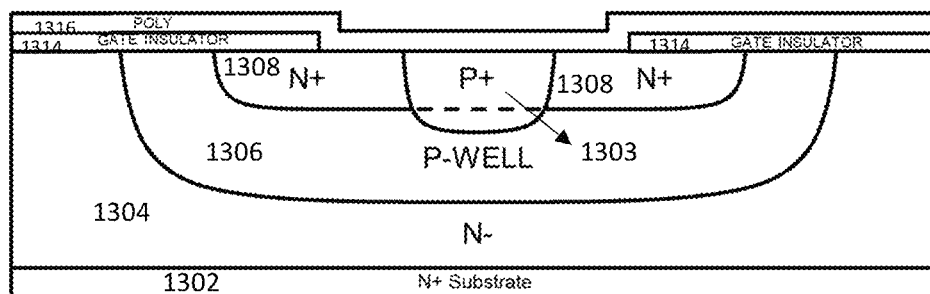 1316 POLY
1314 GATE INSULATOR 1314 GATE INSULATOR
1308 N+ P+ 1308 N+
1306 P-WELL 1303
1304 N-
1302 N+ Substrate